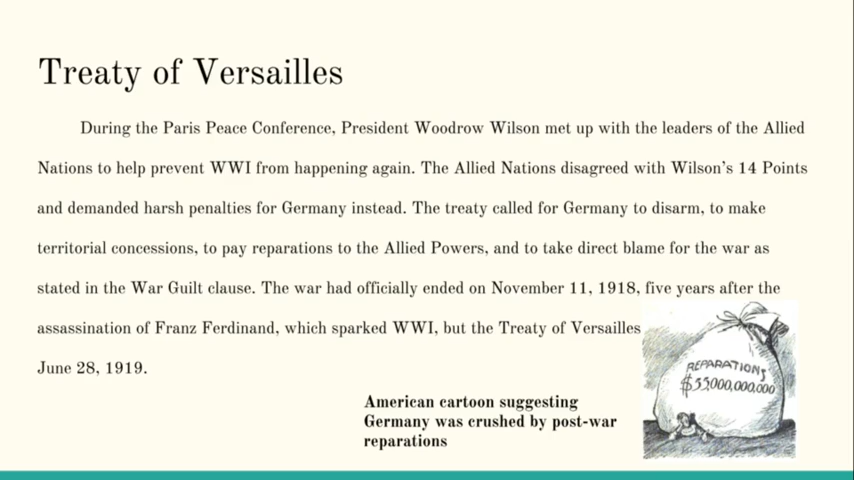 Treaty of Versailles
During the Paris Peace Conference, President Woodrow Wilson met up with the leaders of the Allied
Nations to help prevent WWI from happening again. The Allied Nations disagreed with Wilson's 14 Points
and demanded harsh penalties for Germany instead. The treaty called for Germany to disarm, to make
territorial concessions, to pay reparations to the Allied Powers, and to take direct blame for the war as
stated in the War Guilt clause. The war had officially ended on November 11, 1918, five years after the
assassination of Franz Ferdinand, which sparked WWI, but the Treaty of Versailles
June 28, 1919.
REPARATIONS
$55,000,000,000
American cartoon suggesting
Germany was crushed by post-war
reparations